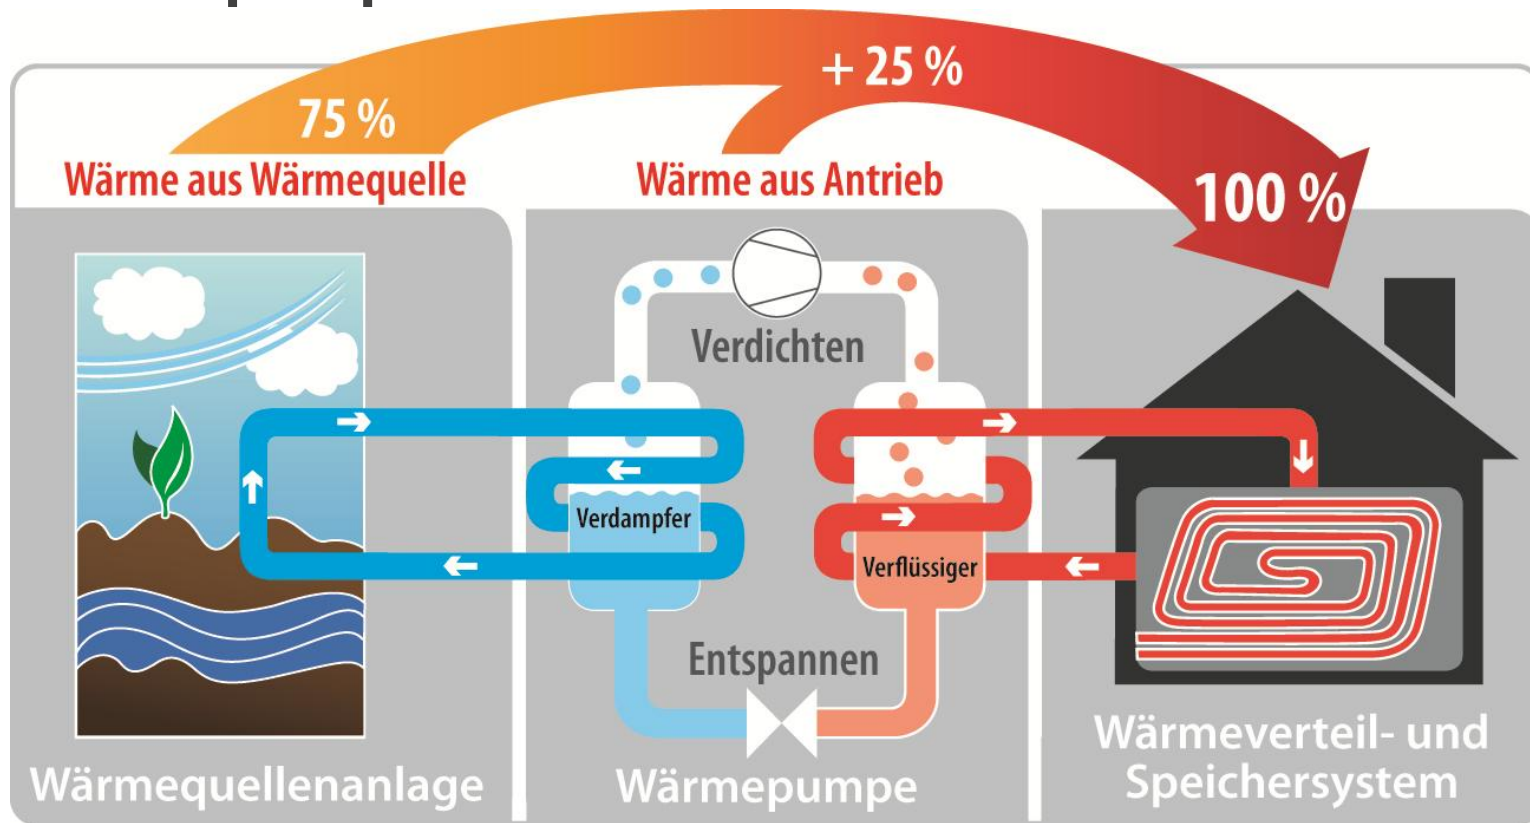 + 25 %
75 %
Wärme aus Wärmequelle
Wärme aus Antrieb
100 %
Verdichten
Verdampfer
Verflüssiger
Entspannen
Wärmequellenanlage
Wärmepumpe
Wärmeverteil- und
Speichersystem